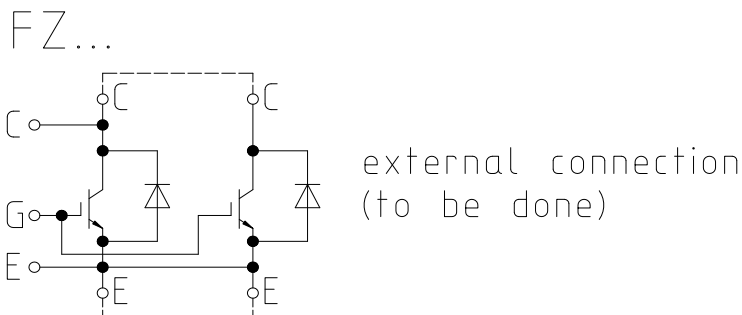 FZ...
C C
C
external connection
(to be done)
G
E
E E